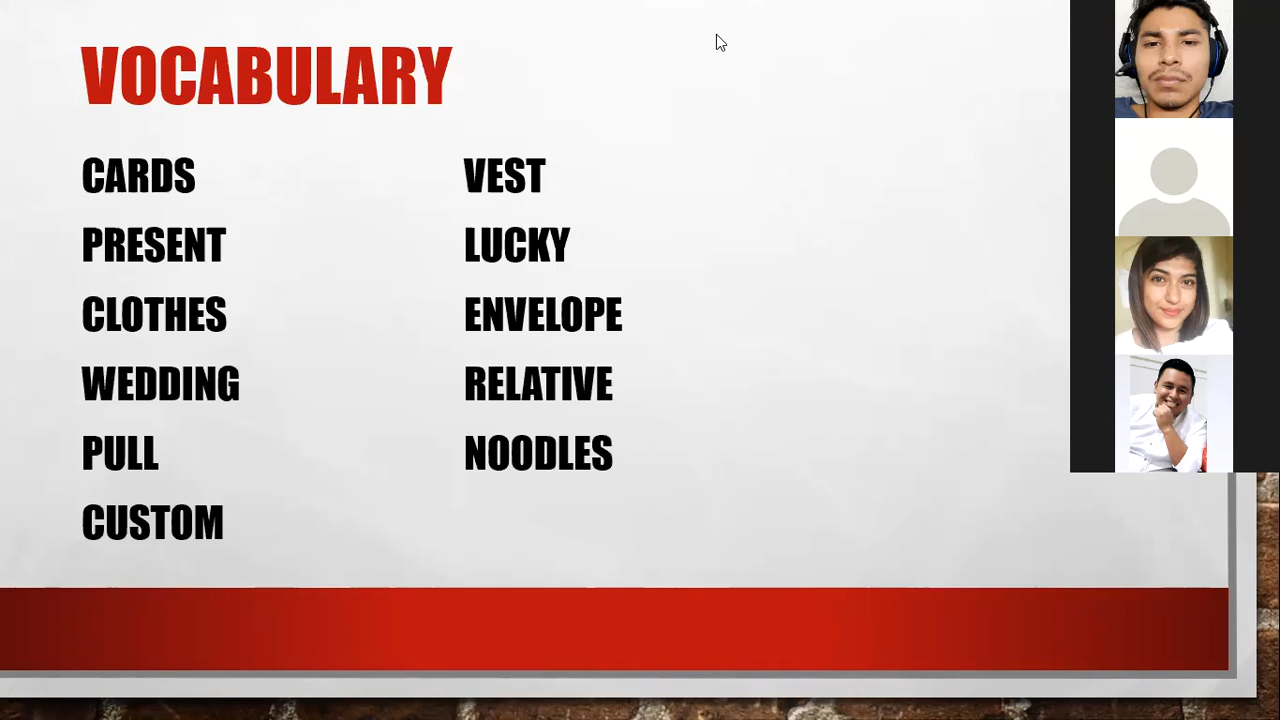 VOCABULARY
CARDS
PRESENT
CLOTHES
WEDDING
PULL
CUSTOM
VEST
LUCKY
ENVELOPE
RELATIVE
NOODLES